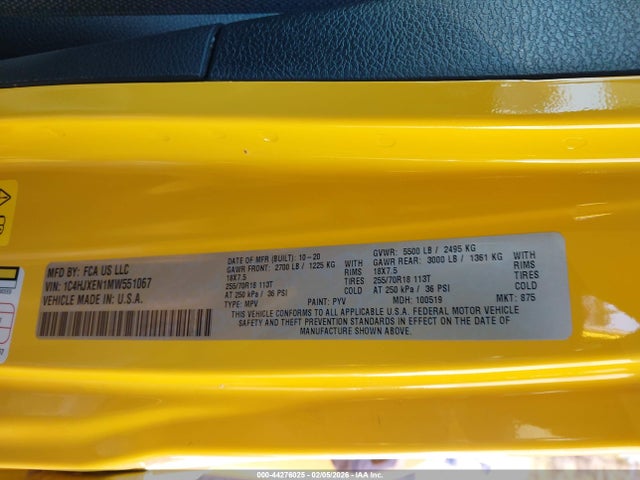 MFD BY: FCA US LLC
VIN: 1C4HJXEN1MW551067
VEHICLE MADE IN U.S.A.
DATE OF MFR (BUILT): 10-20
GAWR FRONT: 2700 LB / 1225 KG WITH
18X7.5 RIMS
255/70R18 113T
AT 250 kPa / 36 PSI COLD
TYPE: MPV
PAINT: PYV
GVWR: 5500 LB / 2495 KG
GAWR REAR: 3000 LB / 1361 KG WITH
18X7.5 RIMS
255/70R18 113T
AT 250 kPa / 36 PSI COLD
MDH: 100519
MKT: 875
THIS VEHICLE CONFORMS TO ALL APPLICABLE U.S.A. FEDERAL MOTOR VEHICLE
SAFETY, BUMPER, AND THEFT PREVENTION STANDARDS IN EFFECT ON THE DATE OF
MANUFACTURE SHOWN ABOVE.
000-44276025 02/05/2026 COPART